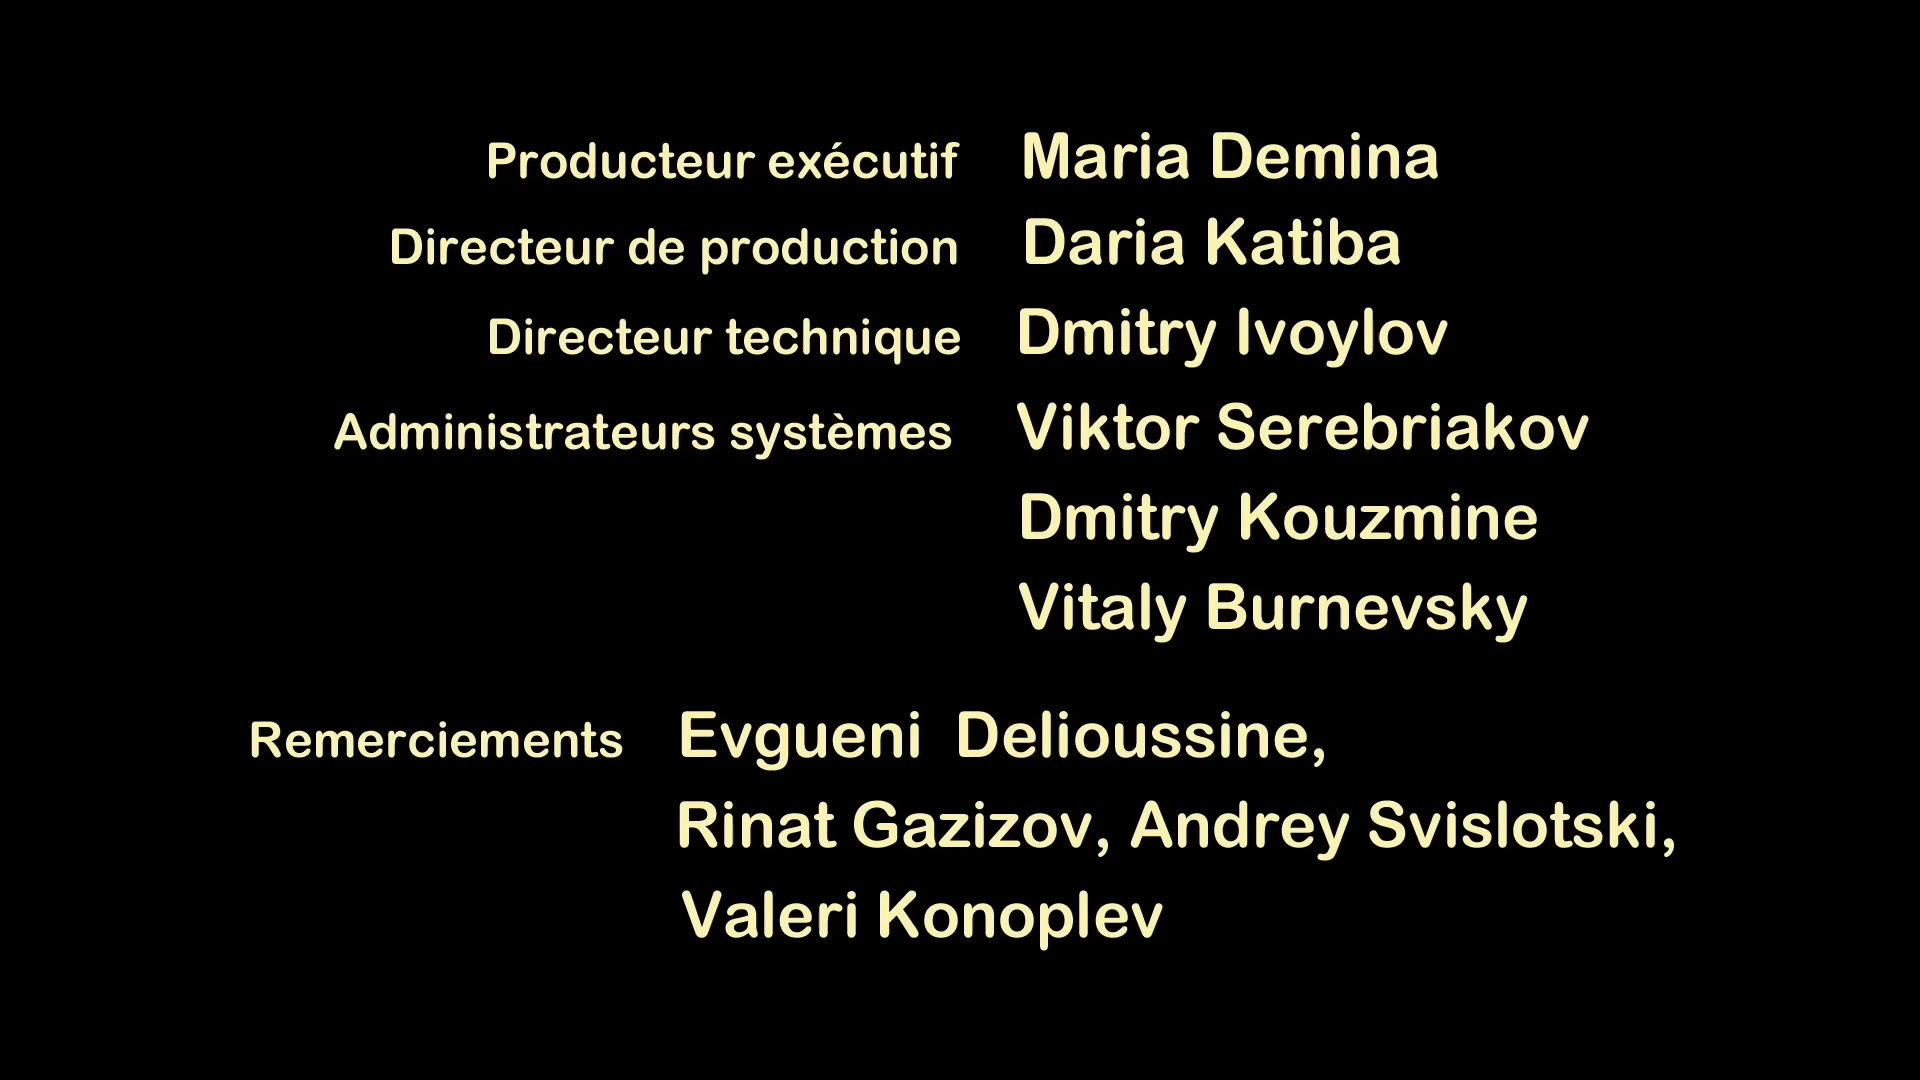 Producteur exécutif Maria Demina
Directeur de production Daria Katiba
Directeur technique Dmitry Ivoylov
Administrateurs systèmes Viktor Serebriakov
Dmitry Kouzmine
Vitaly Burnevsky
Remerciements Evgueni Delioussine,
Rinat Gazizov, Andrey Svislotski,
Valeri Konoplev